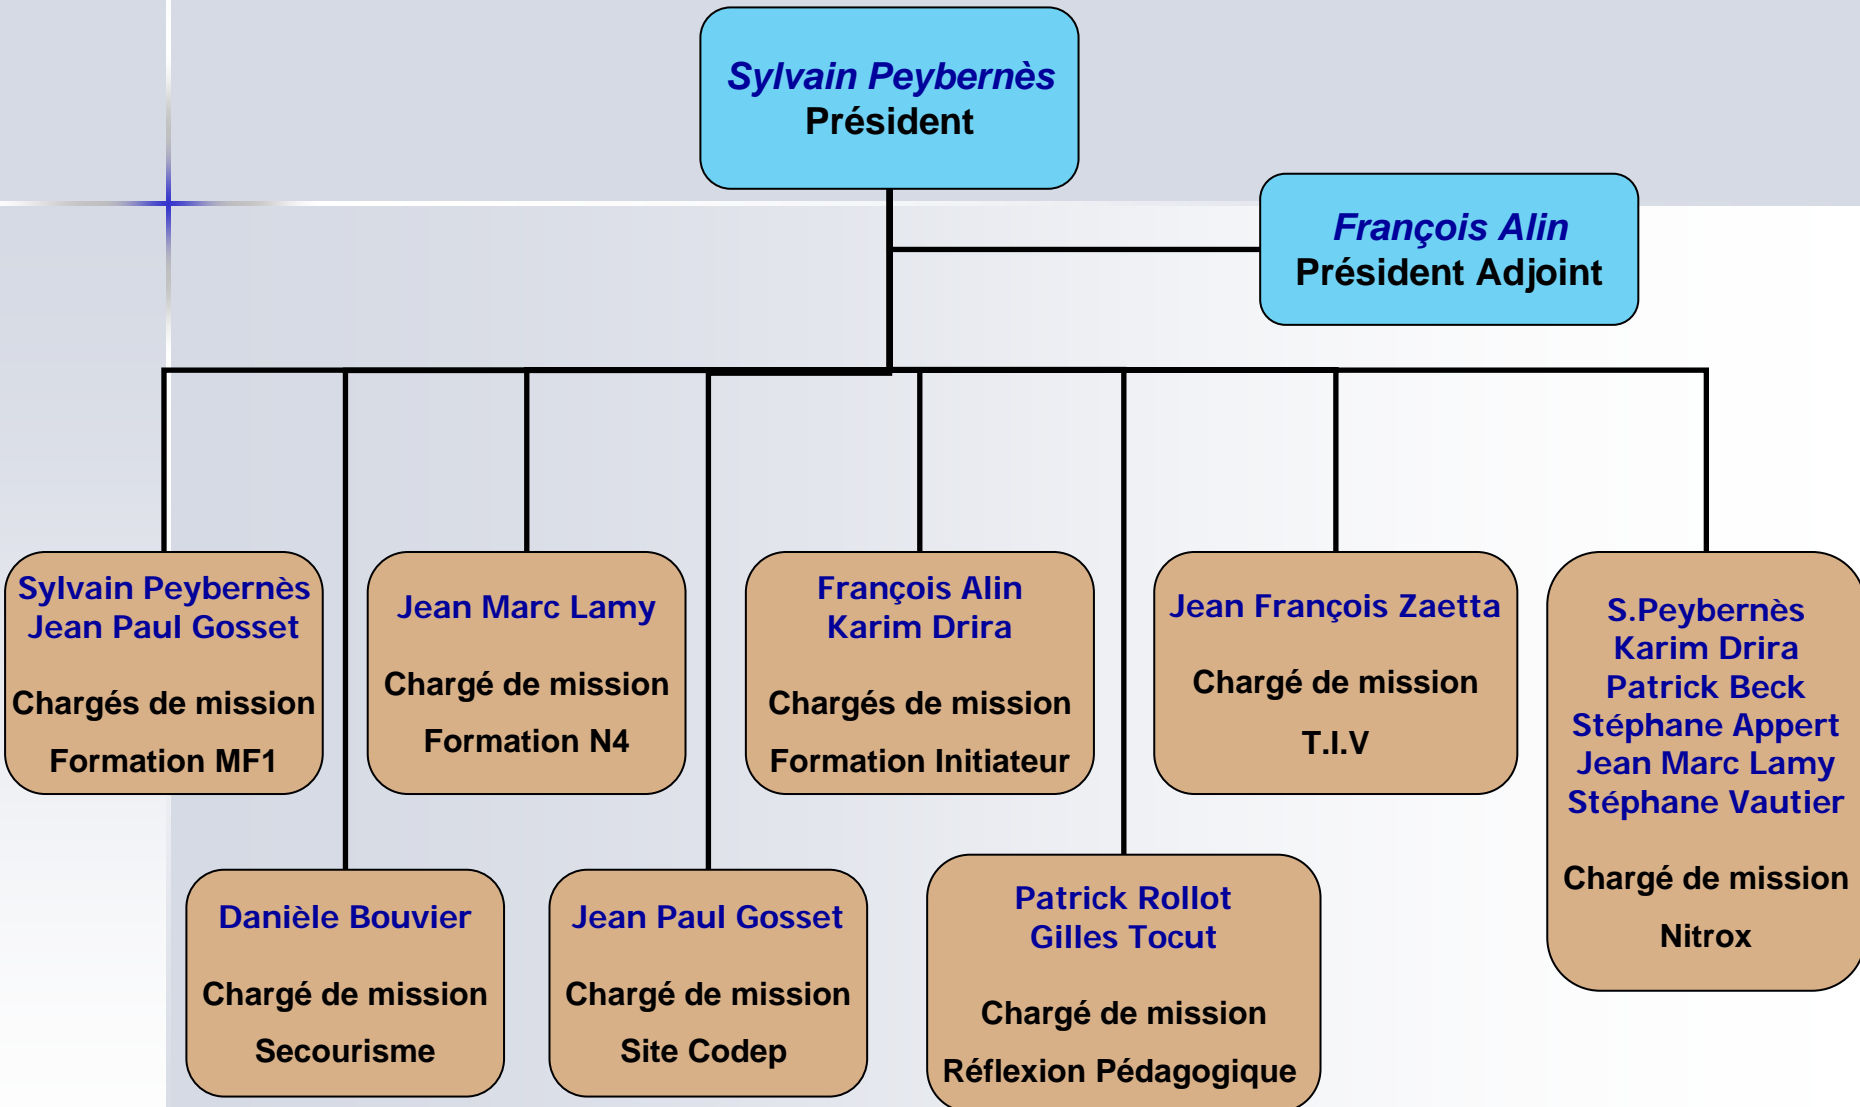 Sylvain Peybernès
Président
François Alin
Président Adjoint
Sylvain Peybernès
Jean Paul Gosset
Chargés de mission
Formation MF1
Jean Marc Lamy
Chargé de mission
Formation N4
François Alin
Karim Drira
Chargés de mission
Formation Initiateur
Jean François Zaetta
Chargé de mission
T.I.V
S.Peybernès
Karim Drira
Patrick Beck
Stéphane Appert
Jean Marc Lamy
Stéphane Vautier
Chargé de mission
Nitrox
Danièle Bouvier
Chargé de mission
Secourisme
Jean Paul Gosset
Chargé de mission
Site Codep
Patrick Rollot
Gilles Tocut
Chargé de mission
Réflexion Pédagogique